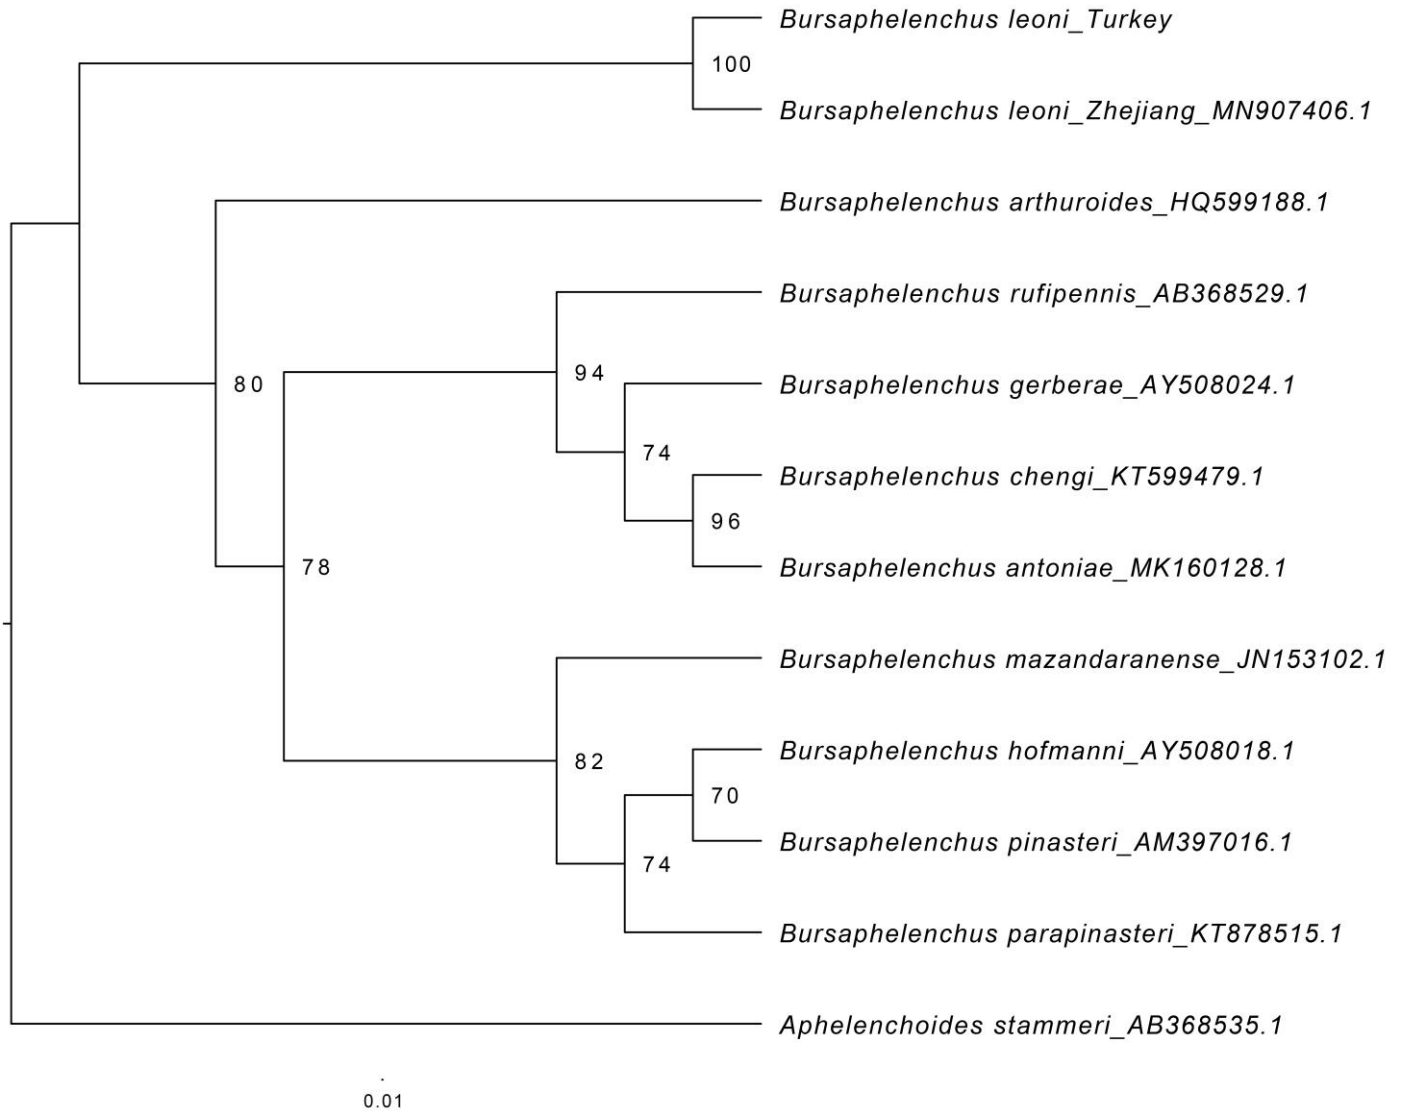 Bursaphelenchus leoni_Turkey
100
Bursaphelenchus leoni_Zhejiang_MN907406.1
Bursaphelenchus arthuroides_HQ599188.1
Bursaphelenchus rufipennis_AB368529.1
94
80
Bursaphelenchus gerberae_AY508024.1
74
Bursaphelenchus chengi_KT599479.1
96
78
Bursaphelenchus antoniae_MK160128.1
Bursaphelenchus mazandaranense_JN153102.1
Bursaphelenchus hofmanni_AY508018.1
82
70
Bursaphelenchus pinasteri_AM397016.1
74
Bursaphelenchus parapinasteri_KT878515.1
Aphelenchoides stammeri_AB368535.1
0.01